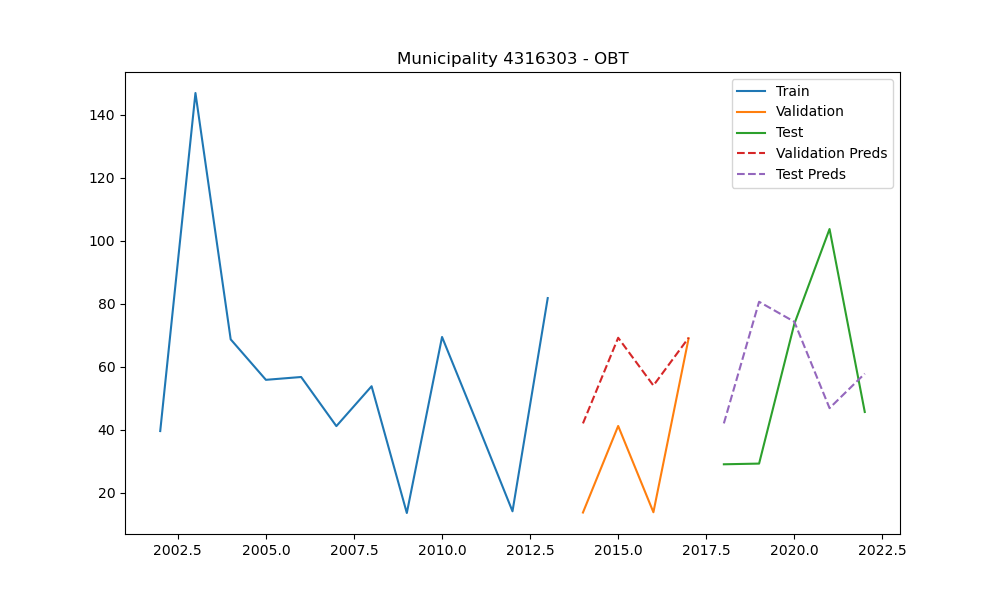 Municipality 4316303 - OBT
Train
Validation
Test
Validation Preds
Test Preds
140
120
100
80
60
40
20
2002.5 2005.0 2007.5 2010.0 2012.5 2015.0 2017.5 2020.0 2022.5